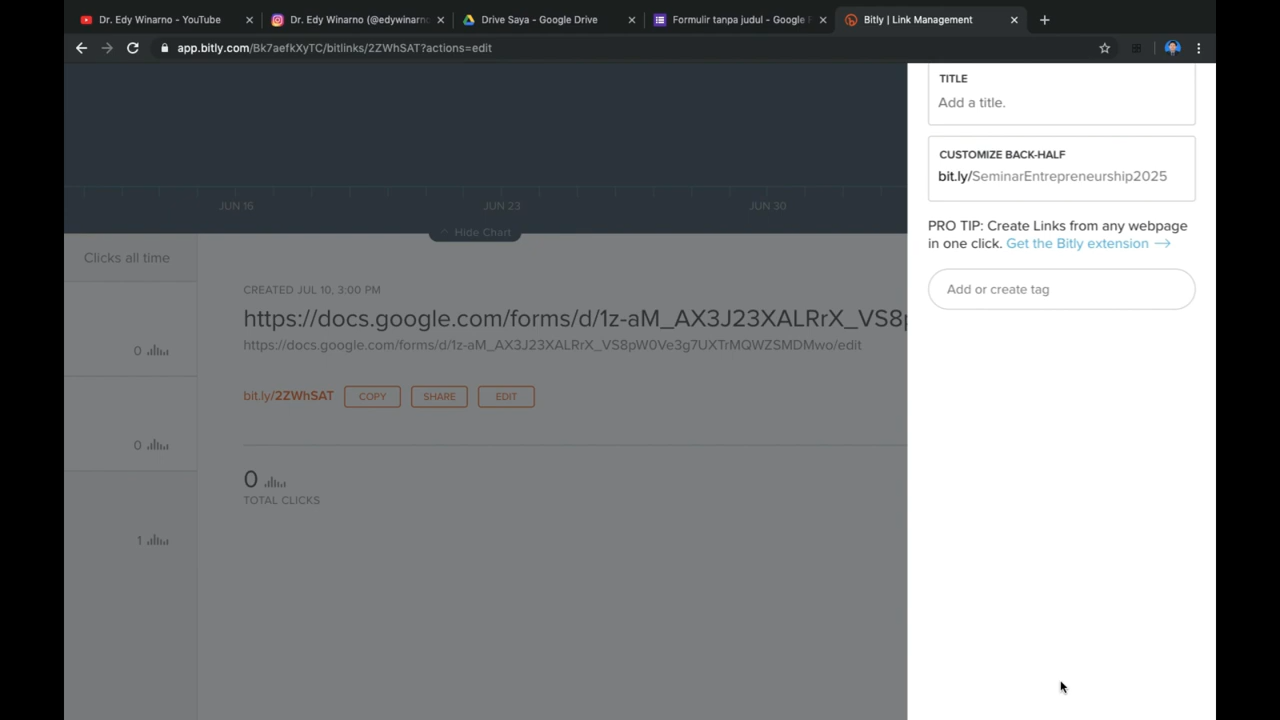 Dr. Edy Winarno - YouTube
Dr. Edy Winarno (@edywinarno
Drive Saya - Google Drive
Formulir tanpa judul - Google F
Bitly | Link Management
app.bitly.com/Bk7aefkXyTC/bitlinks/2ZWhSAT?actions=edit
JUN 16
JUN 23
JUN 30
Hide Chart
Clicks all time
0
0
1
CREATED JUL 10, 3:00 PM
https://docs.google.com/forms/d/1z-aM_AX3J23XALRrX_VS8p
https://docs.google.com/forms/d/1z-aM_AX3J23XALRrX_VS8pW0Ve3g7UXTrMQWZSMDMwo/edit
bit.ly/2ZWhSAT
COPY
SHARE
EDIT
0
TOTAL CLICKS
TITLE
Add a title.
CUSTOMIZE BACK-HALF
bit.ly/SeminarEntrepreneurship2025
PRO TIP: Create Links from any webpage
in one click. Get the Bitly extension →
Add or create tag